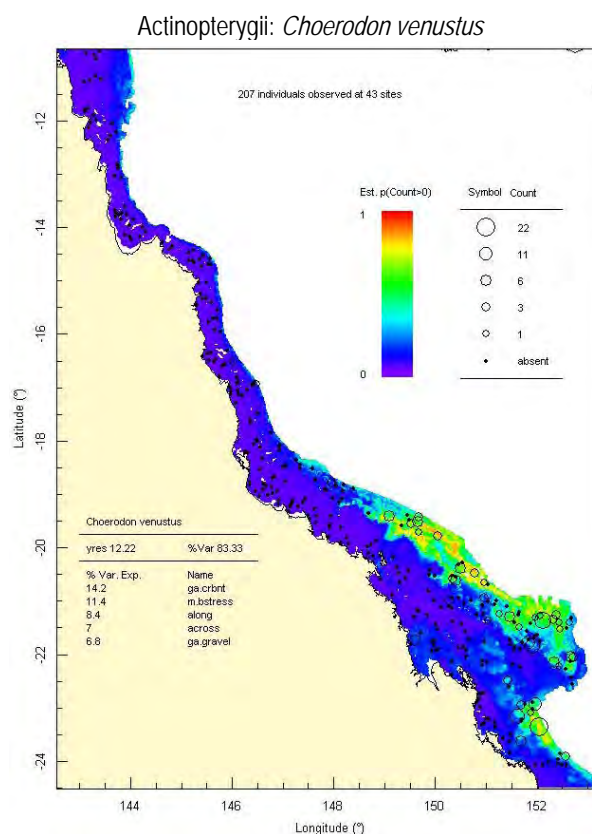 Actinopterygii: Choerodon venustus
207 individuals observed at 43 sites
Est. p(Count>0)
1
0
Symbol Count
22
11
6
3
1
absent
Latitude (°)
-12
-14
-16
-18
-20
-22
-24
Choerodon venustus
yres 12.22 %Var 83.33
% Var. Exp. Name
14.2 ga.crbnt
11.4 m.bstress
8.4 along
7 across
6.8 ga.gravel
144 146 148 150 152
Longitude (°)